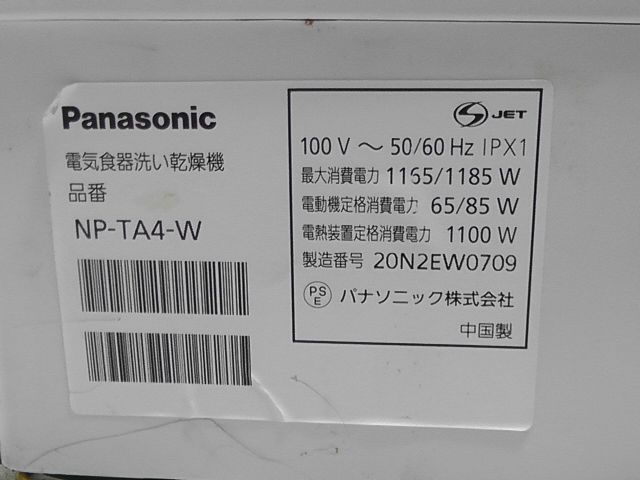 Panasonic
電気食器洗い乾燥機
品番
NP-TA4-W
S JET
100 V ～ 50/60 Hz IPX1
最大消費電力 1165/1185 W
電動機定格消費電力 65/85 W
電熱装置定格消費電力 1100 W
製造番号 20N2EW0709
PSE パナソニック株式会社
中国製